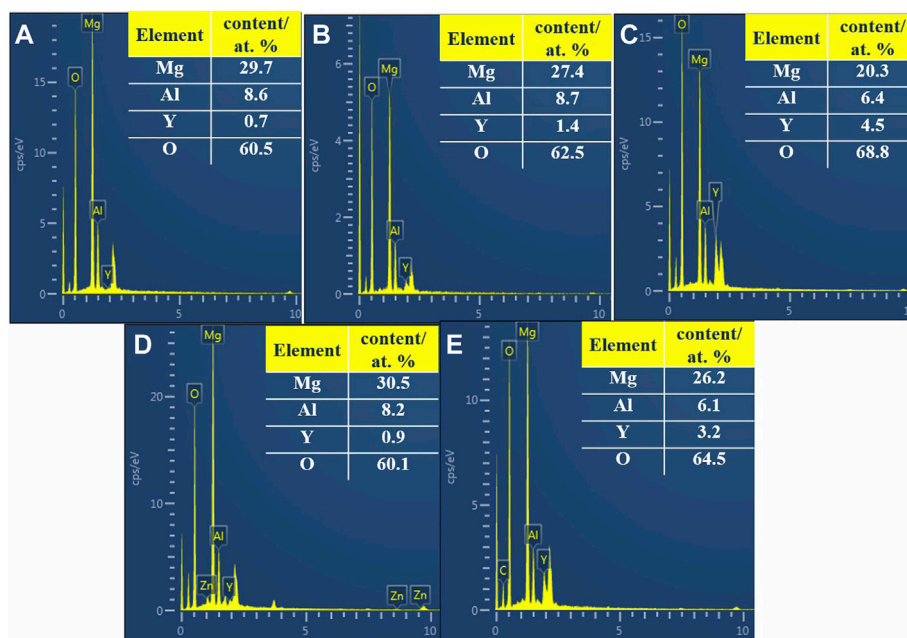 A
Mg
O
Al
Y
15
10
5
0
cps/eV
0
5
10
Element content/ at. %
Mg 29.7
Al 8.6
Y 0.7
O 60.5
B
Mg
O
Al
Y
6
4
2
0
cps/eV
0
5
10
Element content/ at. %
Mg 27.4
Al 8.7
Y 1.4
O 62.5
C
O
Mg
Al
Y
15
10
5
0
cps/eV
0
5
10
Element content/ at. %
Mg 20.3
Al 6.4
Y 4.5
O 68.8
D
Mg
O
Al
Zn
Y
Zn
Zn
20
10
0
cps/eV
0
5
10
Element content/ at. %
Mg 30.5
Al 8.2
Y 0.9
O 60.1
E
Mg
O
Al
Y
C
10
5
0
cps/eV
0
5
10
Element content/ at. %
Mg 26.2
Al 6.1
Y 3.2
O 64.5